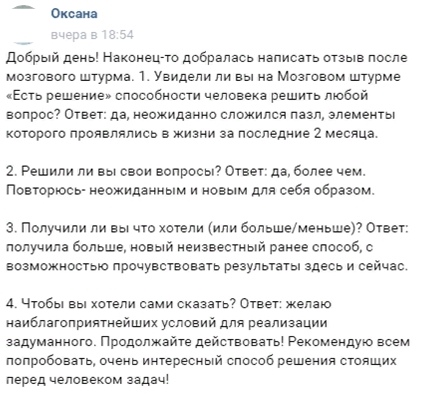 Оксана
вчера в 18:54
Добрый день! Наконец-то добралась написать отзыв после
мозгового штурма. 1. Увидели ли вы на Мозговом штурме
«Есть решение» способности человека решить любой
вопрос? Ответ: да, неожиданно сложился пазл, элементы
которого проявлялись в жизни за последние 2 месяца.
2. Решили ли вы свои вопросы? Ответ: да, более чем.
Повторюсь- неожиданным и новым для себя образом.
3. Получили ли вы что хотели (или больше/меньше)? Ответ:
получила больше, новый неизвестный ранее способ, с
возможностью прочувствовать результаты здесь и сейчас.
4. Чтобы вы хотели сами сказать? Ответ: желаю
наиблагоприятнейших условий для реализации
задуманного. Продолжайте действовать! Рекомендую всем
попробовать, очень интересный способ решения стоящих
перед человеком задач!